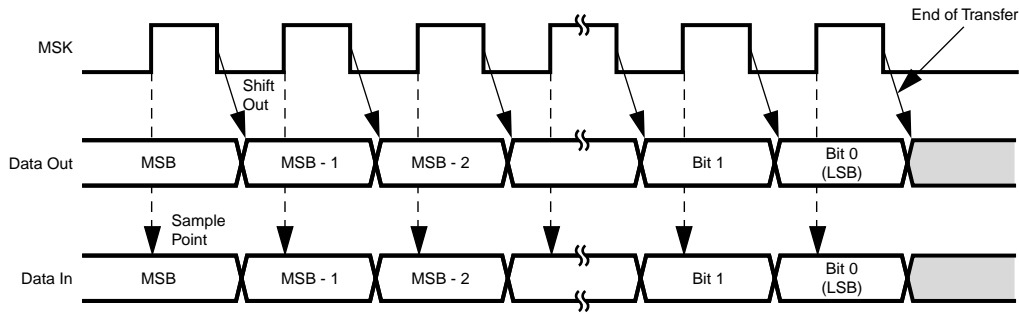 End of Transfer
MSK
Shift
Out
Data Out
MSB
MSB - 1
MSB - 2
Bit 1
Bit 0
(LSB)
Sample
Point
Data In
MSB
MSB - 1
MSB - 2
Bit 1
Bit 0
(LSB)